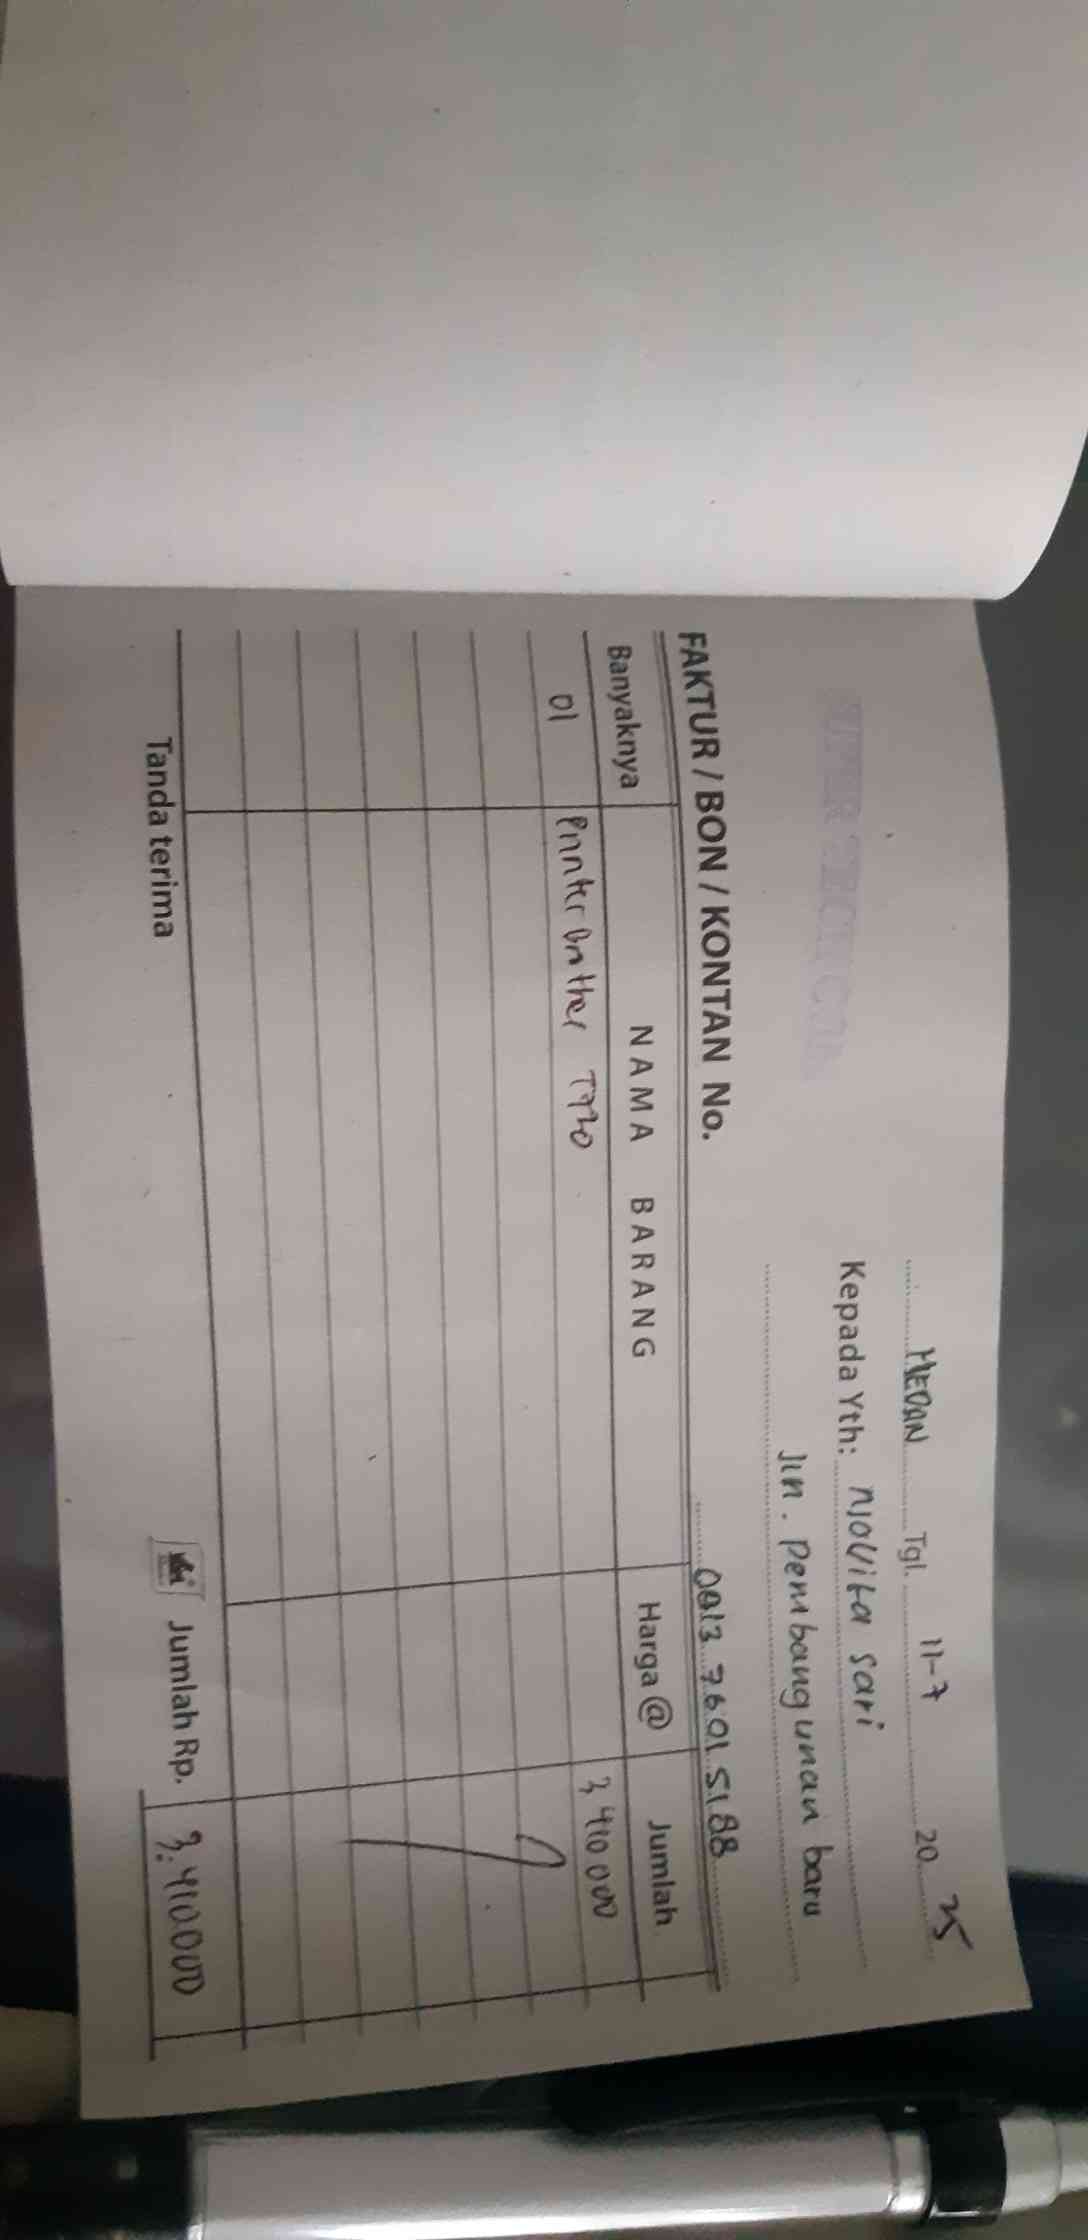 MEDAN Tgl. 11-7 20 25
Kepada Yth: Novita sari
Jln. Pembangunan baru
0813 7601 5188
FAKTUR / BON / KONTAN No.
Banyaknya NAMA BARANG Harga @ Jumlah
01 Printer Brother T720 3 410 000
Tanda terima Jumlah Rp. 3.410.000